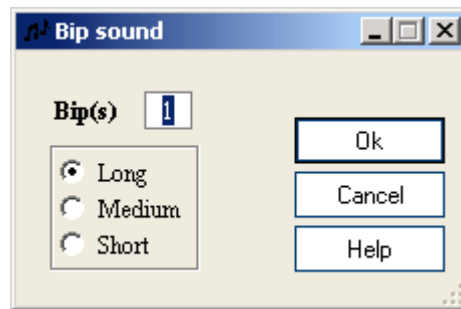 Bip sound
Bip(s) 1
Long
Medium
Short
Ok
Cancel
Help